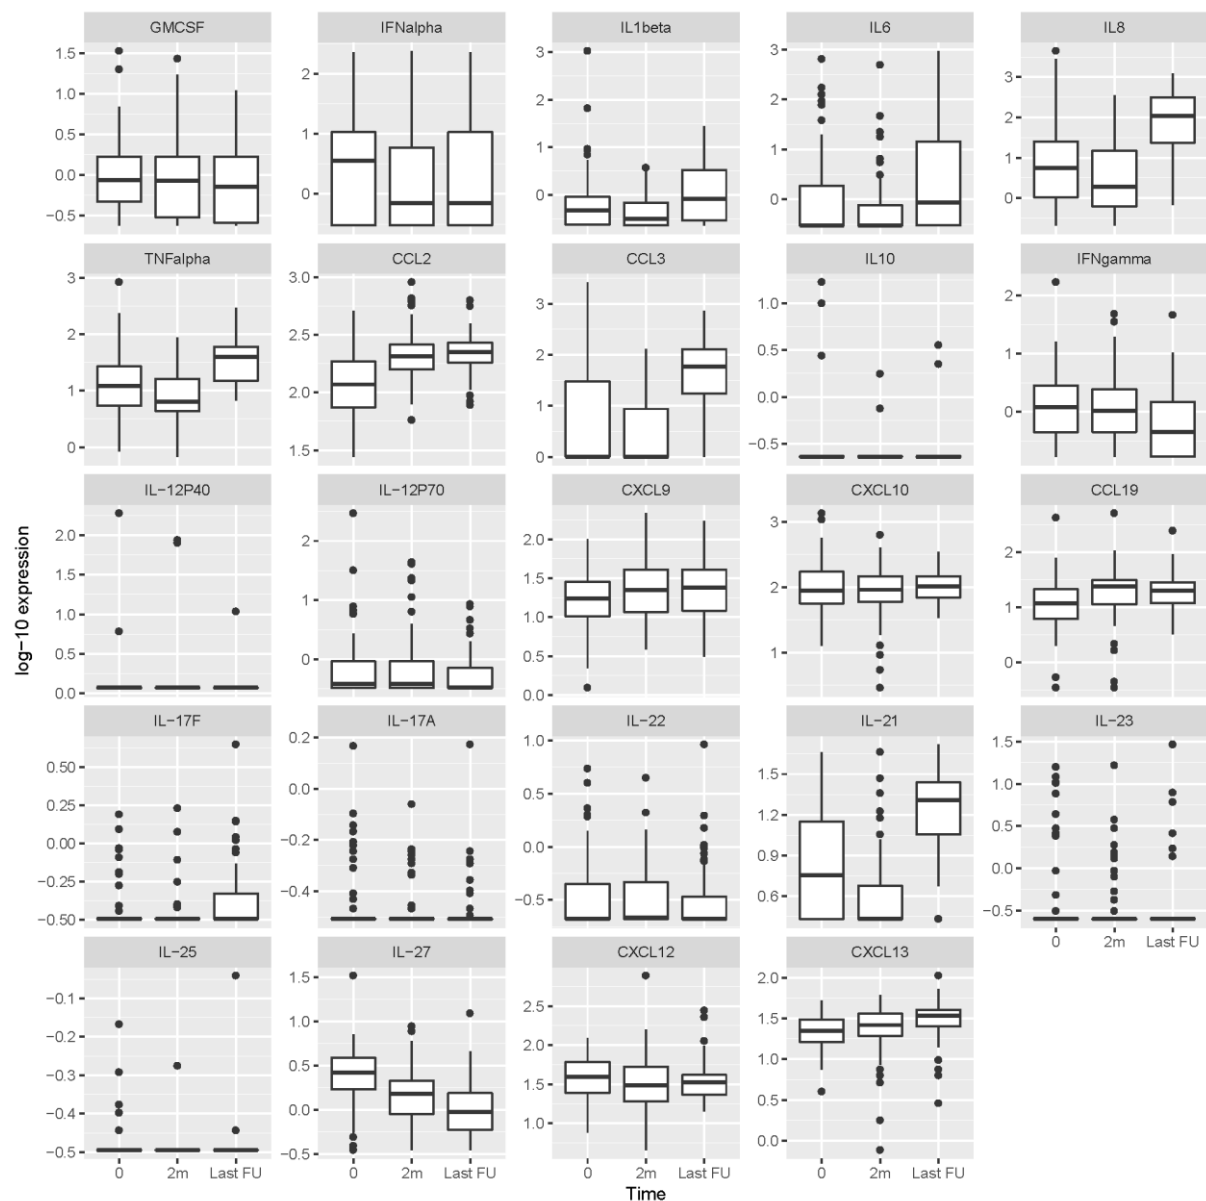 GMCSF IFNalpha IL1beta IL6 IL8
1.5 1.0 0.5 0.0 −0.5
2 1 0
3 2 1 0
3 2 1 0
3 2 1 0
TNFalpha CCL2 CCL3 IL10 IFNgamma
3 2 1 0
3.0 2.5 2.0 1.5
3 2 1 0
1.0 0.5 0.0 −0.5
2 1 0
IL−12P40 IL−12P70 CXCL9 CXCL10 CCL19
2.0 1.5 1.0 0.5 0.0
2 1 0
2.0 1.5 1.0 0.5 0.0
3 2 1
2 1 0
log−10 expression
IL−17F IL−17A IL−22 IL−21 IL−23
0.50 0.25 0.00 −0.25 −0.50
0.2 0.0 −0.2 −0.4
1.0 0.5 0.0 −0.5
1.5 1.2 0.9 0.6
1.5 1.0 0.5 0.0 −0.5
0 2m Last FU
IL−25 IL−27 CXCL12 CXCL13
−0.1 −0.2 −0.3 −0.4 −0.5
1.5 1.0 0.5 0.0 −0.5
2.5 2.0 1.5 1.0
2.0 1.5 1.0 0.5 0.0
0 2m Last FU 0 2m Last FU 0 2m Last FU 0 2m Last FU
Time